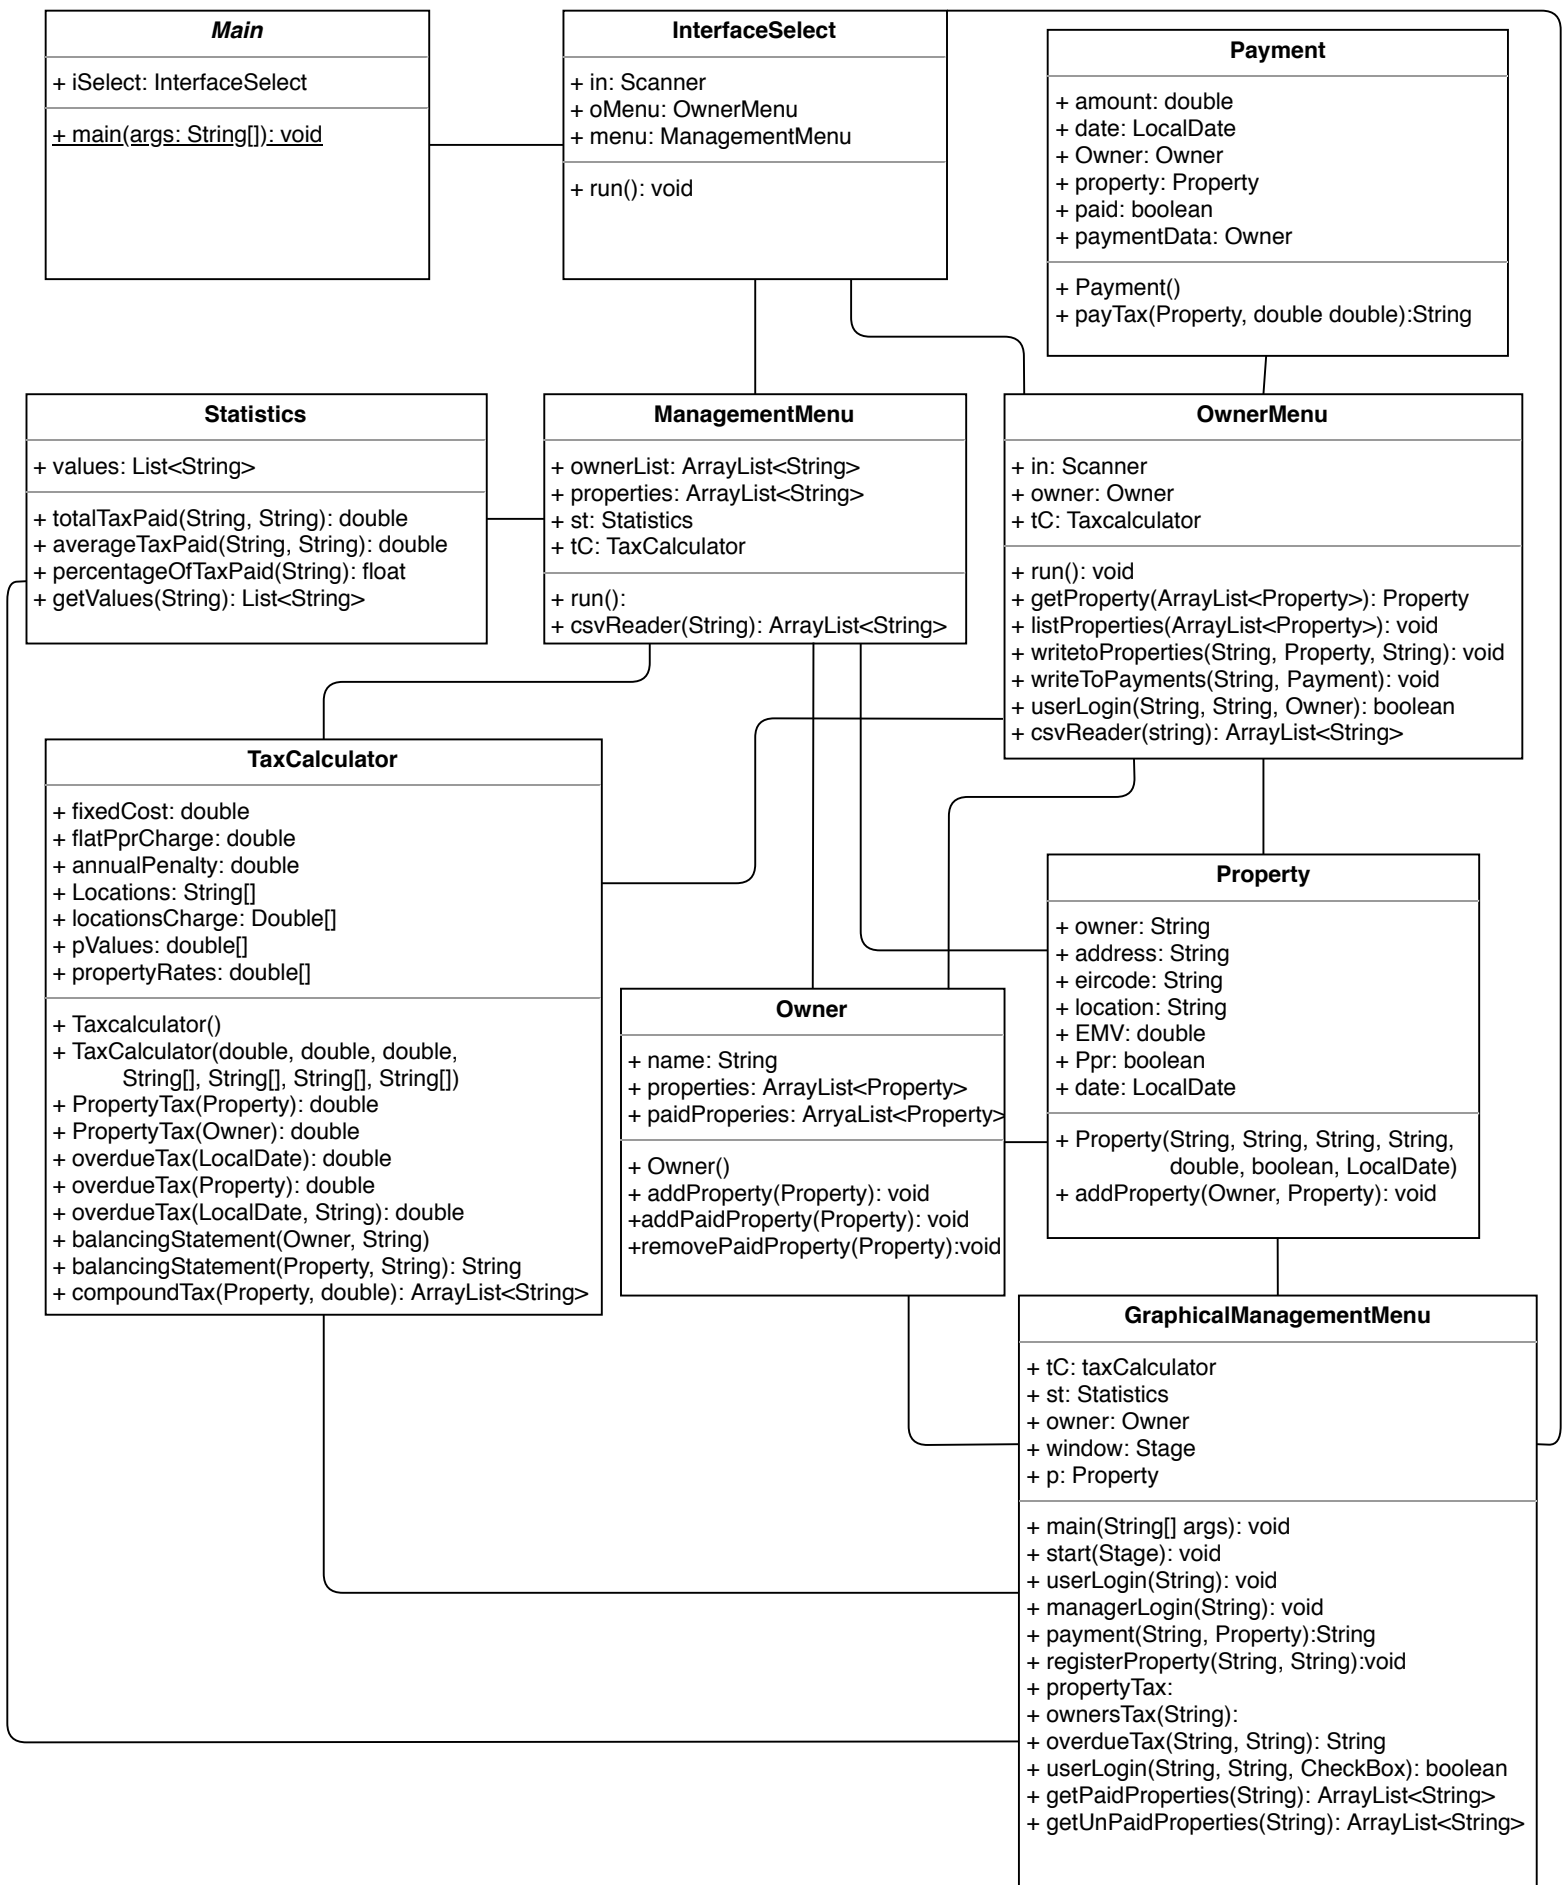 Main
+ iSelect: InterfaceSelect
+ main(args: String[]): void
InterfaceSelect
+ in: Scanner
+ oMenu: OwnerMenu
+ menu: ManagementMenu
+ run(): void
Payment
+ amount: double
+ date: LocalDate
+ Owner: Owner
+ property: Property
+ paid: boolean
+ paymentData: Owner
+ Payment()
+ payTax(Property, double double):String
Statistics
+ values: List<String>
+ totalTaxPaid(String, String): double
+ averageTaxPaid(String, String): double
+ percentageOfTaxPaid(String): float
+ getValues(String): List<String>
ManagementMenu
+ ownerList: ArrayList<String>
+ properties: ArrayList<String>
+ st: Statistics
+ tC: TaxCalculator
+ run():
+ csvReader(String): ArrayList<String>
OwnerMenu
+ in: Scanner
+ owner: Owner
+ tC: Taxcalculator
+ run(): void
+ getProperty(ArrayList<Property>): Property
+ listProperties(ArrayList<Property>): void
+ writetoProperties(String, Property, String): void
+ writeToPayments(String, Payment): void
+ userLogin(String, String, Owner): boolean
+ csvReader(string): ArrayList<String>
TaxCalculator
+ fixedCost: double
+ flatPprCharge: double
+ annualPenalty: double
+ Locations: String[]
+ locationsCharge: Double[]
+ pValues: double[]
+ propertyRates: double[]
+ Taxcalculator()
+ TaxCalculator(double, double, double,
String[], String[], String[], String[])
+ PropertyTax(Property): double
+ PropertyTax(Owner): double
+ overdueTax(LocalDate): double
+ overdueTax(Property): double
+ overdueTax(LocalDate, String): double
+ balancingStatement(Owner, String)
+ balancingStatement(Property, String): String
+ compoundTax(Property, double): ArrayList<String>
Owner
+ name: String
+ properties: ArrayList<Property>
+ paidProperies: ArryaList<Property>
+ Owner()
+ addProperty(Property): void
+addPaidProperty(Property): void
+removePaidProperty(Property):void
Property
+ owner: String
+ address: String
+ eircode: String
+ location: String
+ EMV: double
+ Ppr: boolean
+ date: LocalDate
+ Property(String, String, String, String,
double, boolean, LocalDate)
+ addProperty(Owner, Property): void
GraphicalManagementMenu
+ tC: taxCalculator
+ st: Statistics
+ owner: Owner
+ window: Stage
+ p: Property
+ main(String[] args): void
+ start(Stage): void
+ userLogin(String): void
+ managerLogin(String): void
+ payment(String, Property):String
+ registerProperty(String, String):void
+ propertyTax:
+ ownersTax(String):
+ overdueTax(String, String): String
+ userLogin(String, String, CheckBox): boolean
+ getPaidProperties(String): ArrayList<String>
+ getUnPaidProperties(String): ArrayList<String>